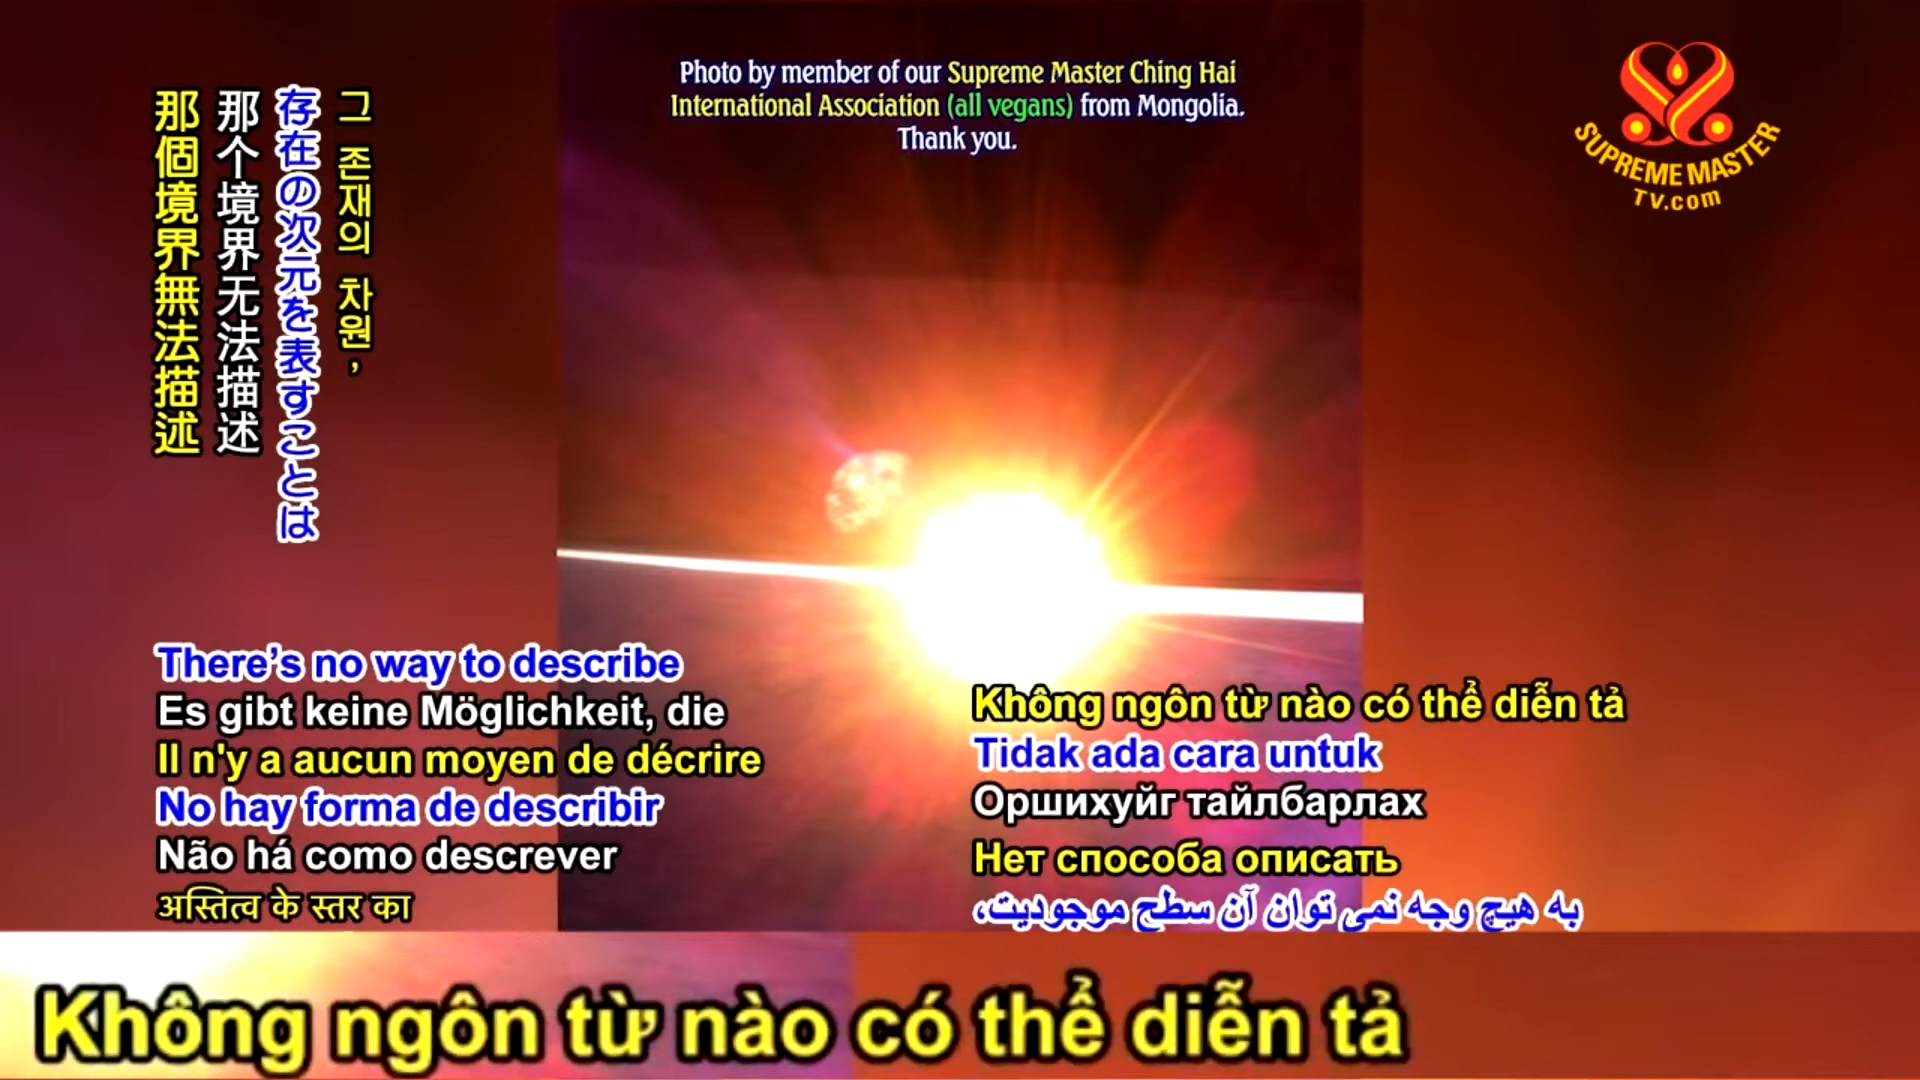 Photo by member of our Supreme Master Ching Hai
International Association (all vegans) from Mongolia.
Thank you.
SUPREME MASTER
TV.com
그 존재의 차원,
存在の次元を表すことは
那个境界无法描述
那個境界無法描述
There’s no way to describe
Es gibt keine Möglichkeit, die
Il n'y a aucun moyen de décrire
No hay forma de describir
Não há como descrever
अस्तित्व के स्तर का
Không ngôn từ nào có thể diễn tả
Tidak ada cara untuk
Оршихуйг тайлбарлах
Нет способа описать
به هیچ وجه نمی توان آن سطح موجودیت،
Không ngôn từ nào có thể diễn tả